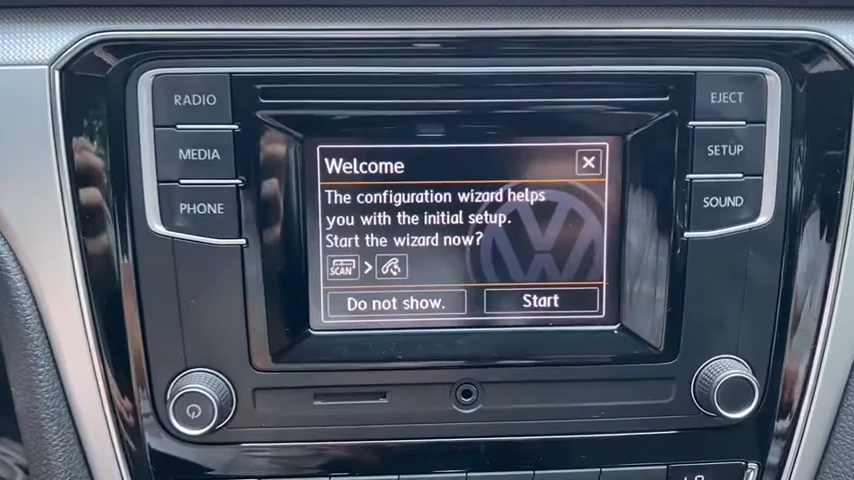 RADIO
MEDIA
PHONE
EJECT
SETUP
SOUND
Welcome
The configuration wizard helps
you with the initial setup.
Start the wizard now?
SCAN >
Do not show.
Start